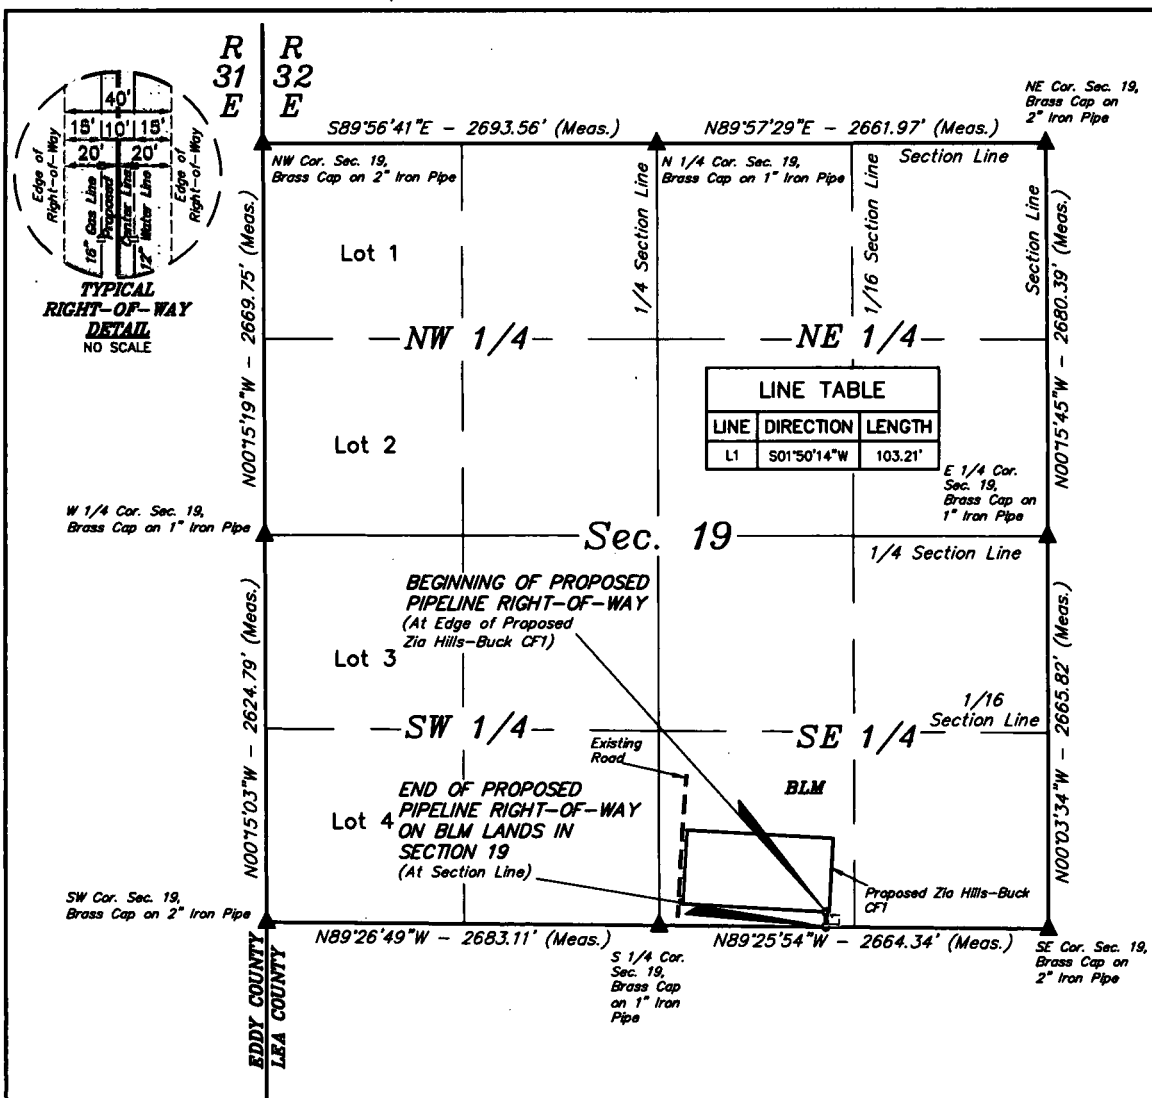 R
31
E
R
32
E
40'
15' 10' 15'
20' 20'
Edge of
Right-of-Way
16" Gas Line
Proposed
Center Line
12" Water Line
Edge of
Right-of-Way
TYPICAL
RIGHT-OF-WAY
DETAIL
NO SCALE
S89°56'41"E - 2693.56' (Meas.)
N89°57'29"E - 2661.97' (Meas.)
NE Cor. Sec. 19,
Brass Cap on
2" Iron Pipe
NW Cor. Sec. 19,
Brass Cap on 2" Iron Pipe
N 1/4 Cor. Sec. 19,
Brass Cap on 1" Iron Pipe
Section Line
1/4 Section Line
1/16 Section Line
Section Line
N00°15'19"W - 2669.75' (Meas.)
N00°15'45"W - 2680.39' (Meas.)
Lot 1
NW 1/4
NE 1/4
LINE TABLE
LINE DIRECTION LENGTH
L1 S01°50'14"W 103.21'
Lot 2
E 1/4 Cor.
Sec. 19,
Brass Cap on
1" Iron Pipe
W 1/4 Cor. Sec. 19,
Brass Cap on 1" Iron Pipe
Sec. 19
1/4 Section Line
BEGINNING OF PROPOSED
PIPELINE RIGHT-OF-WAY
(At Edge of Proposed
Zia Hills-Buck CF1)
Lot 3
N00°15'03"W - 2624.79' (Meas.)
N00°03'34"W - 2665.82' (Meas.)
1/16
Section Line
SW 1/4
SE 1/4
Existing
Road
BLM
END OF PROPOSED
PIPELINE RIGHT-OF-WAY
ON BLM LANDS IN
SECTION 19
(At Section Line)
Lot 4
Proposed Zia Hills-Buck
CF1
L1
SW Cor. Sec. 19,
Brass Cap on 2" Iron Pipe
N89°26'49"W - 2683.11' (Meas.)
N89°25'54"W - 2664.34' (Meas.)
S 1/4 Cor.
Sec. 19,
Brass Cap
on 1" Iron
Pipe
SE Cor. Sec. 19,
Brass Cap on
2" Iron Pipe
EDDY COUNTY
LEA COUNTY